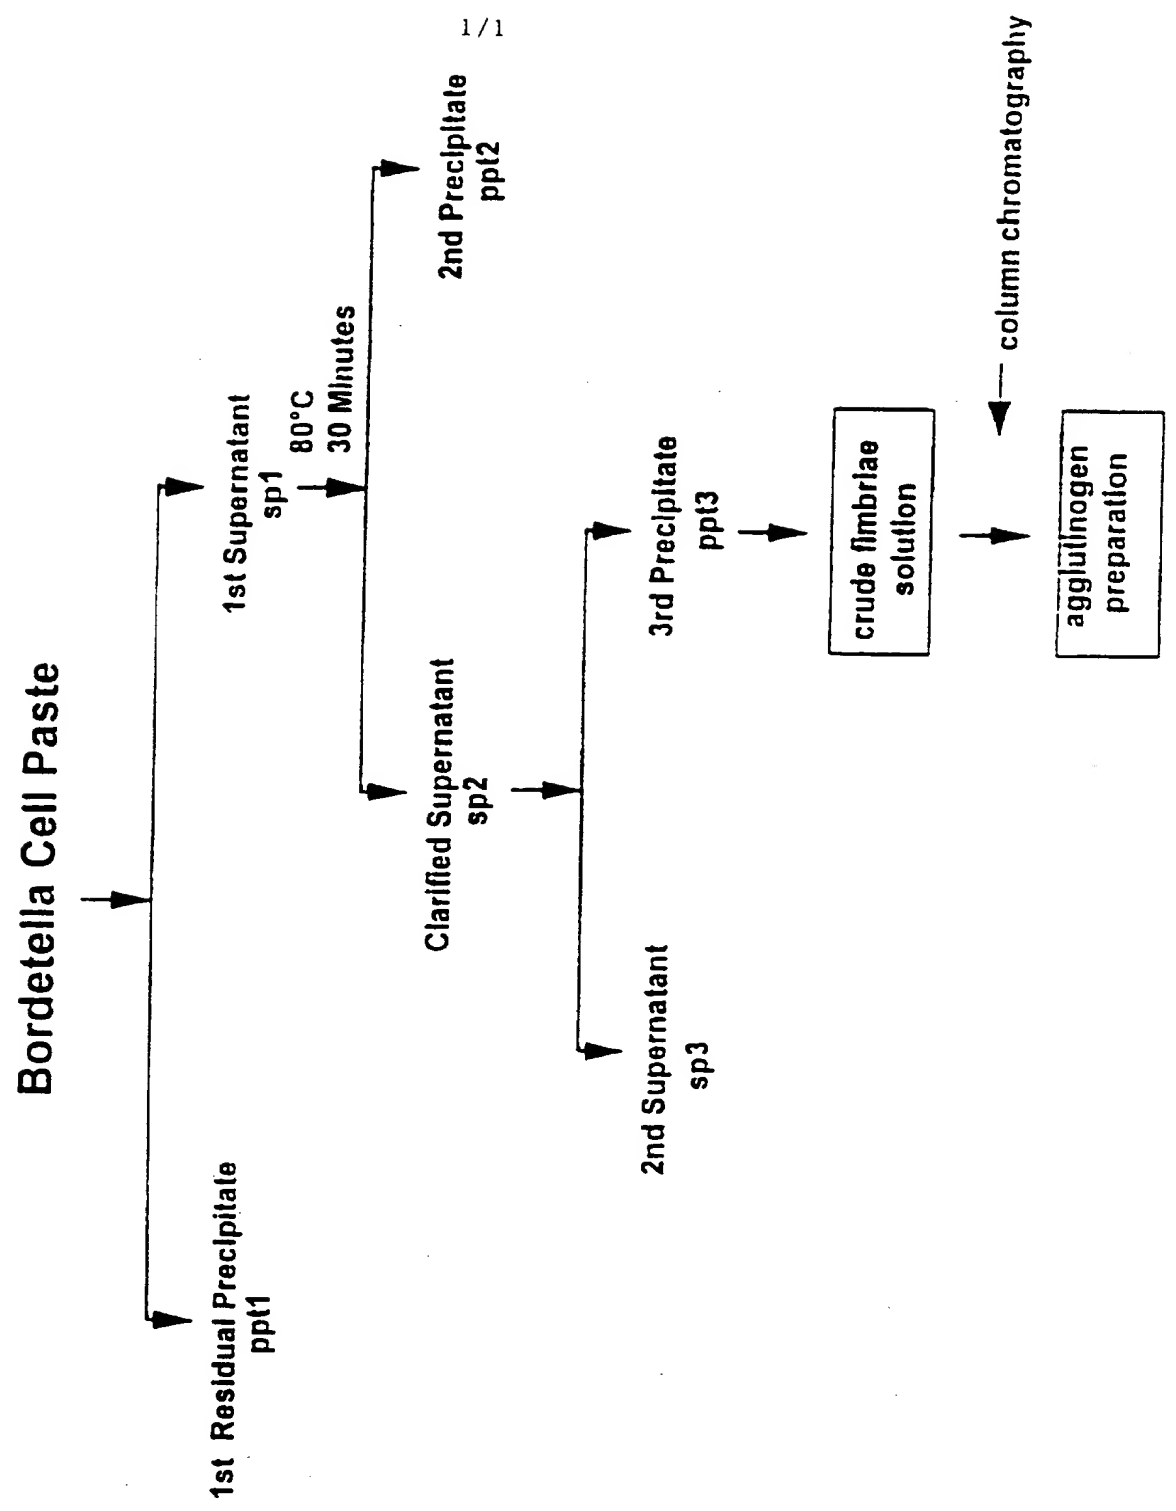 1/1
Bordetella Cell Paste
1st Residual Precipitate
ppt1
1st Supernatant
sp1
80°C
30 Minutes
Clarified Supernatant
sp2
2nd Precipitate
ppt2
2nd Supernatant
sp3
3rd Precipitate
ppt3
crude fimbriae
solution
column chromatography
agglutinogen
preparation